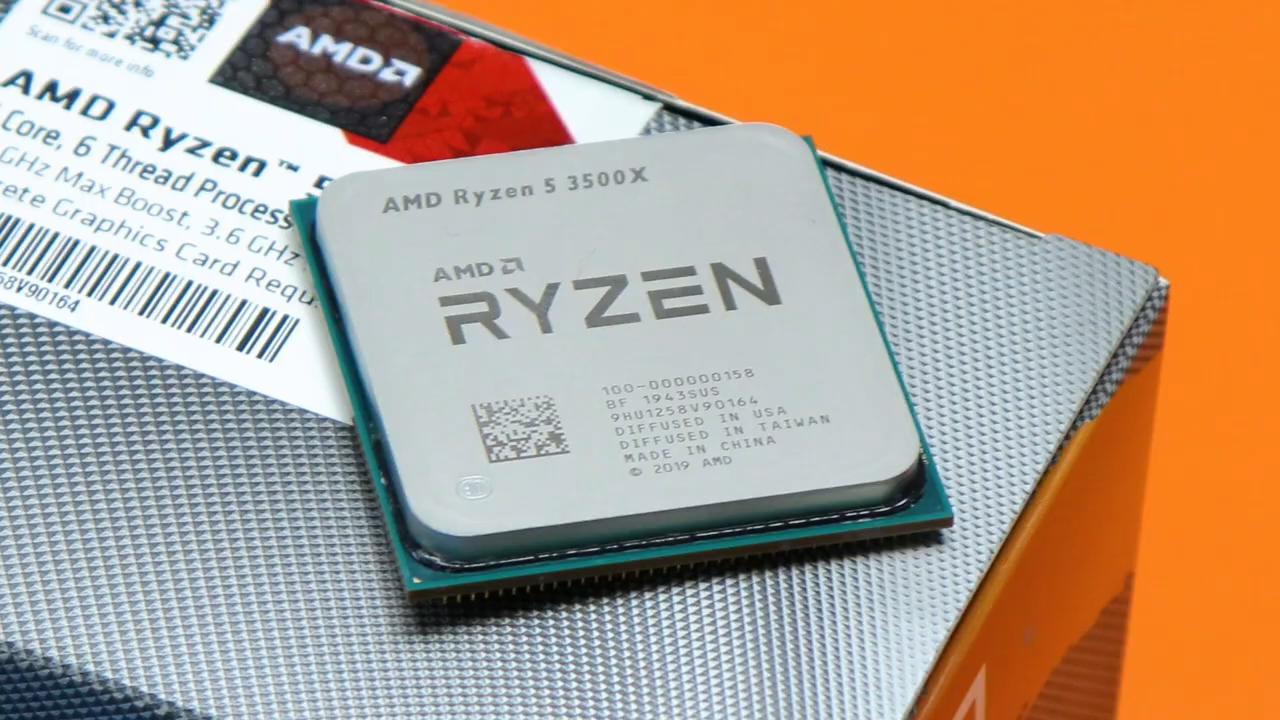 Scan for more info
AMD
AMD Ryzen™
Core, 6 Thread Process
GHz Max Boost, 3.6 GHz
Graphics Card Requ
58V90164
AMD Ryzen 5 3500X
AMD
RYZEN
100-000000158
BF 1943SUS
9HU1258V90164
DIFFUSED IN USA
DIFFUSED IN TAIWAN
MADE IN CHINA
© 2019 AMD